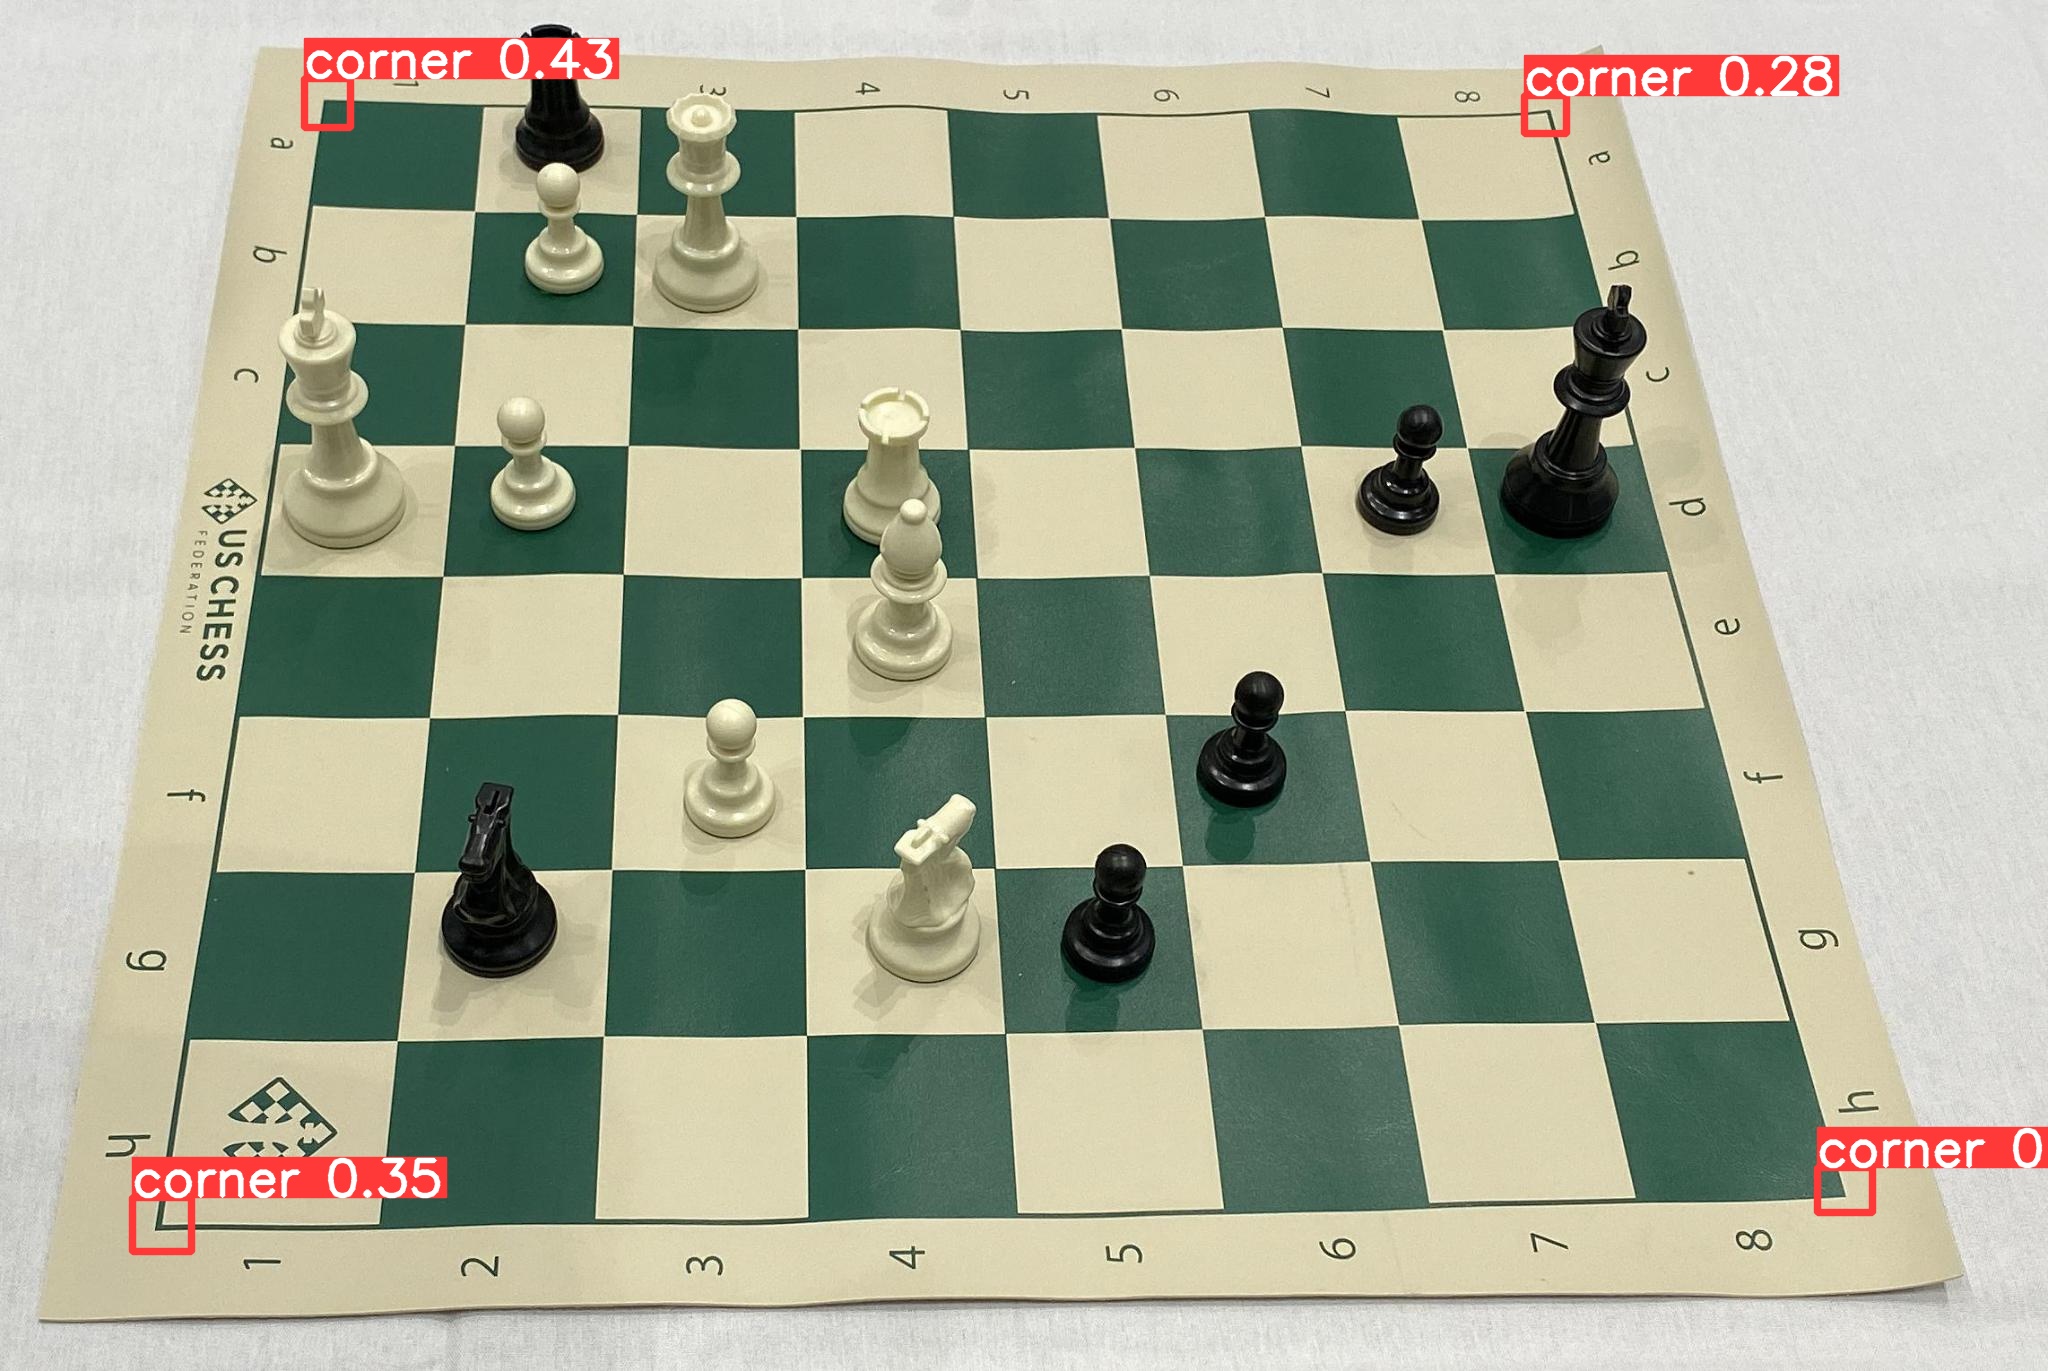 corner 0.43
corner 0.28
1 3 4 5 6 7 8
a a
b b
c c
d
e
f f
g g
h h
US CHESS
FEDERATION
corner 0.35
corner 0
1 2 3 4 5 6 7 8